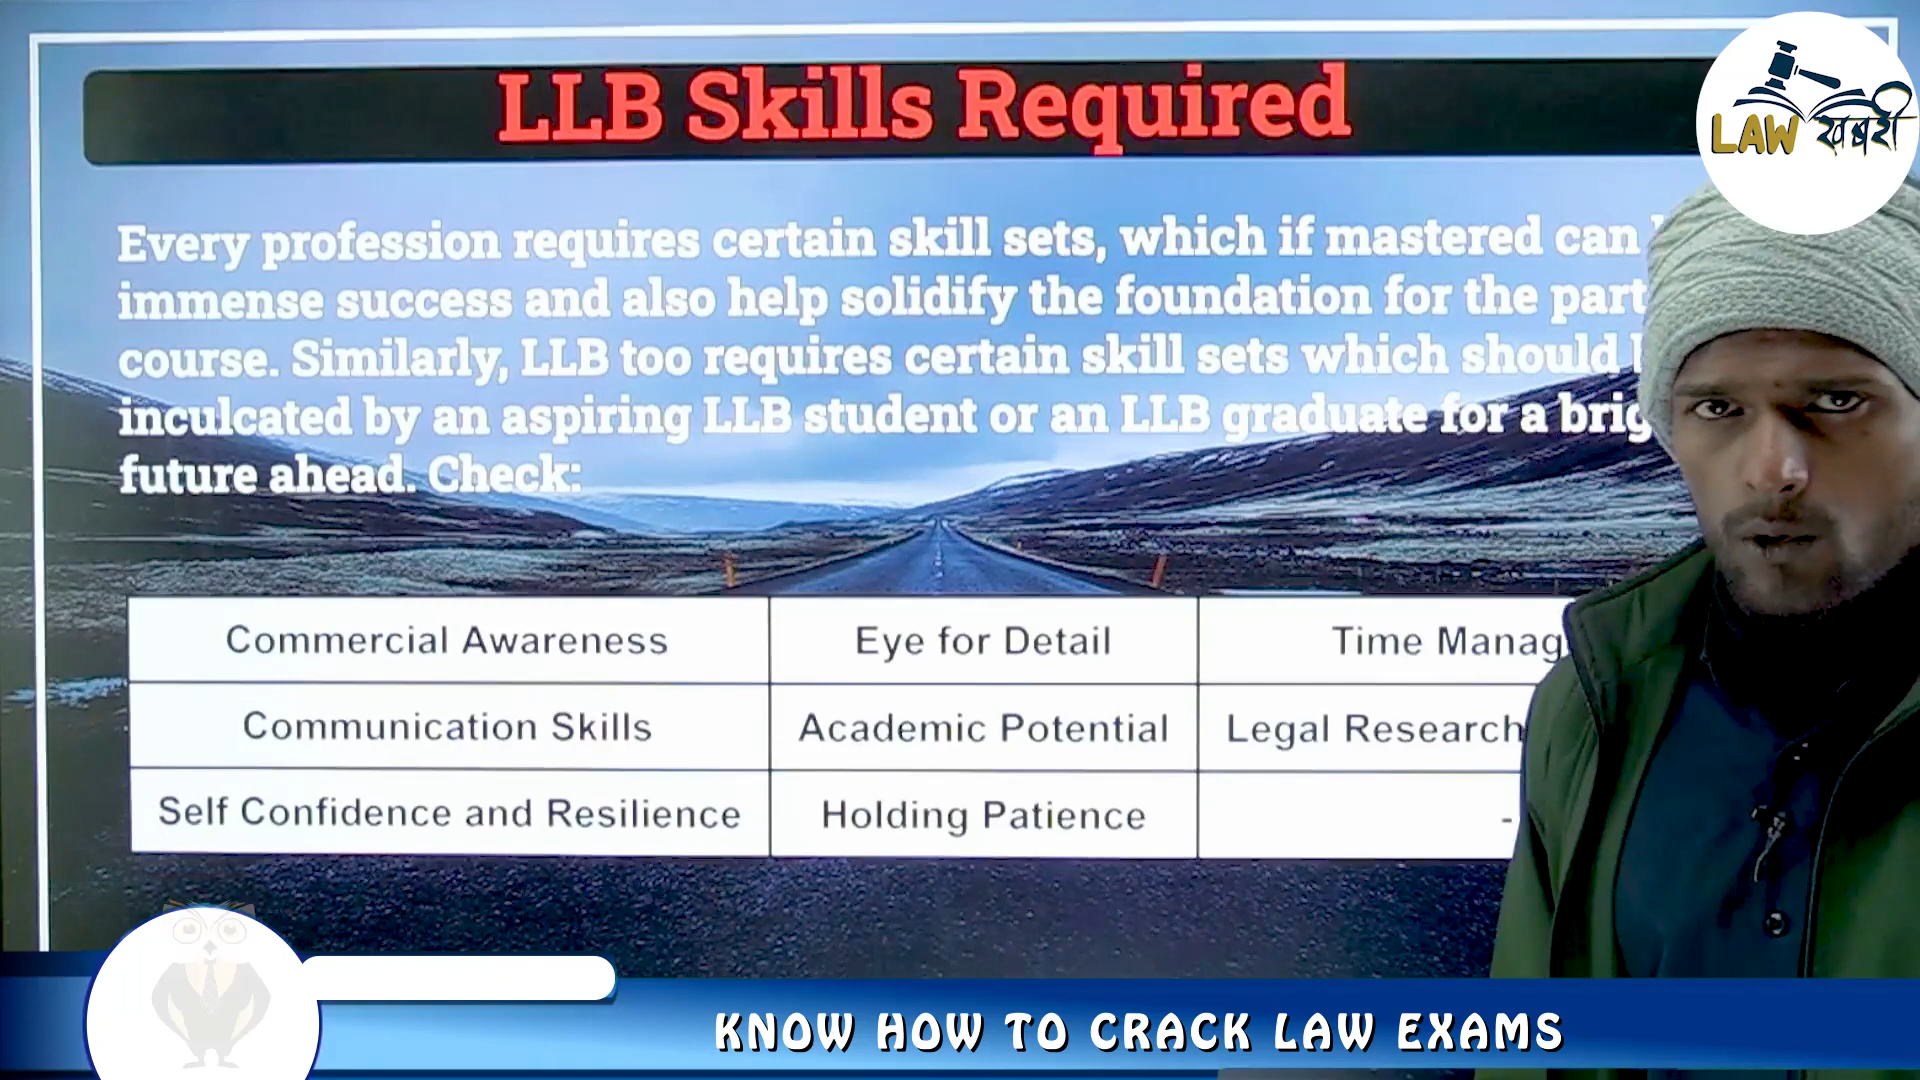 LLB Skills Required
LAW खबरी
Every profession requires certain skill sets, which if mastered can
immense success and also help solidify the foundation for the part
course. Similarly, LLB too requires certain skill sets which should
inculcated by an aspiring LLB student or an LLB graduate for a brig
future ahead. Check:
Commercial Awareness Eye for Detail Time Manag
Communication Skills Academic Potential Legal Research
Self Confidence and Resilience Holding Patience -
KNOW HOW TO CRACK LAW EXAMS